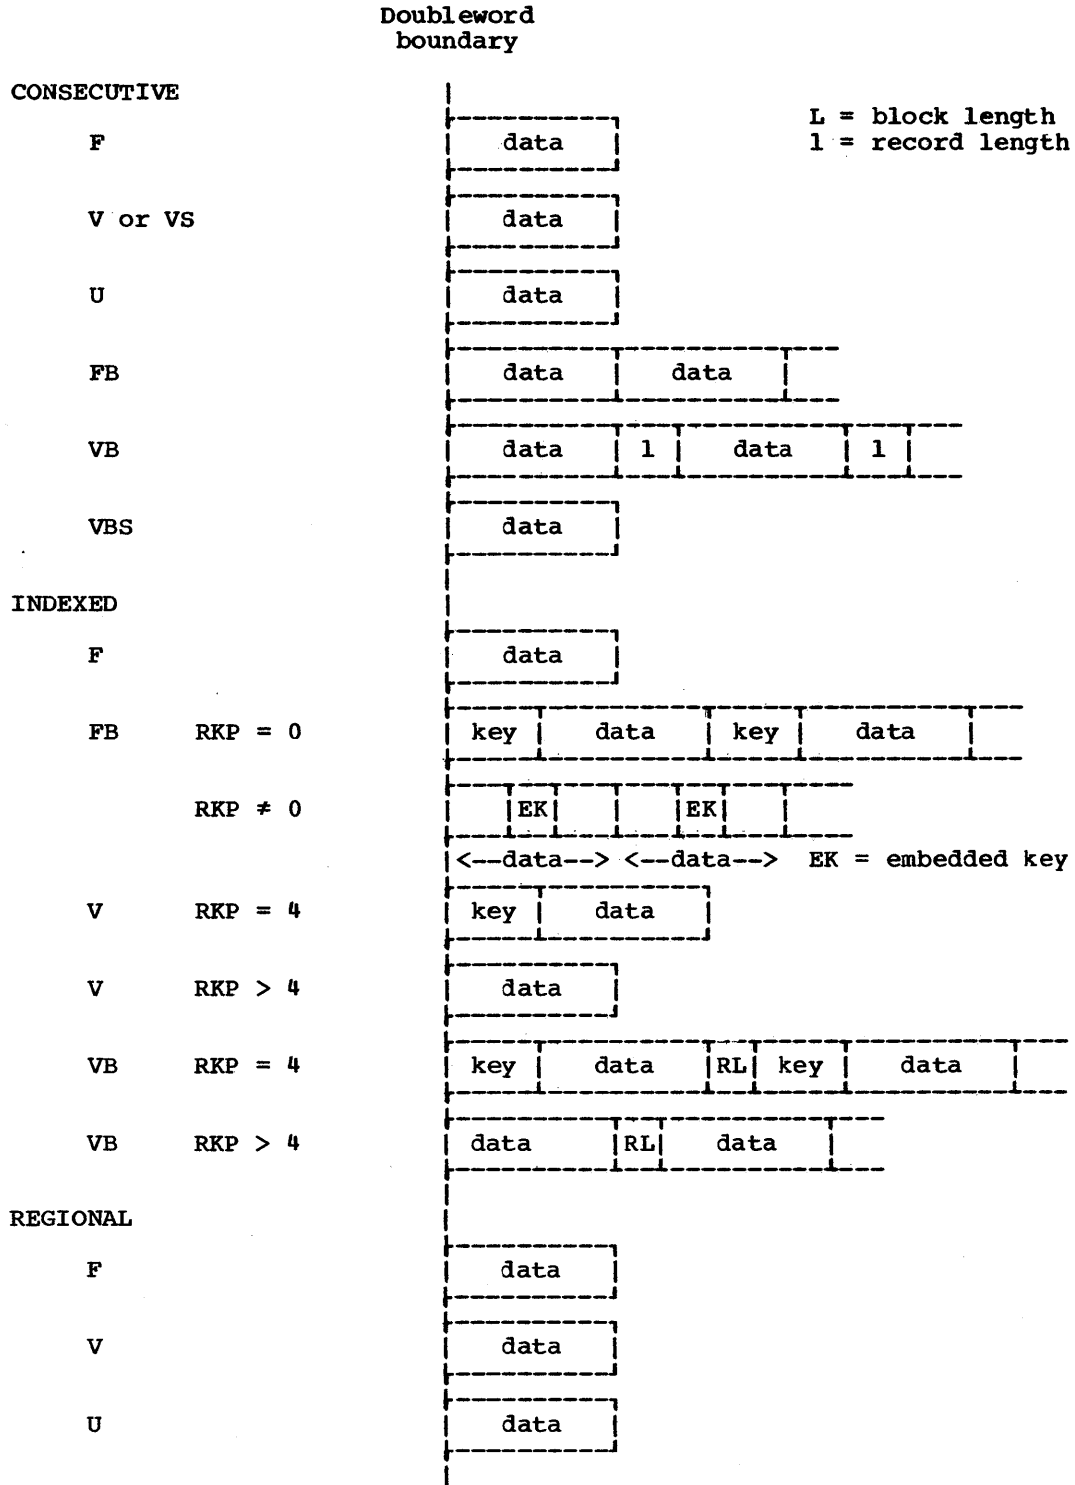 Doubleword
boundary
CONSECUTIVE
L = block length
l = record length
F data
V or VS data
U data
FB data data
VB data l data l
VBS data
INDEXED
F data
FB RKP = 0 key data key data
RKP ≠ 0 EK EK
<--data--> <--data--> EK = embedded key
V RKP = 4 key data
V RKP > 4 data
VB RKP = 4 key data RL key data
VB RKP > 4 data RL data
REGIONAL
F data
V data
U data